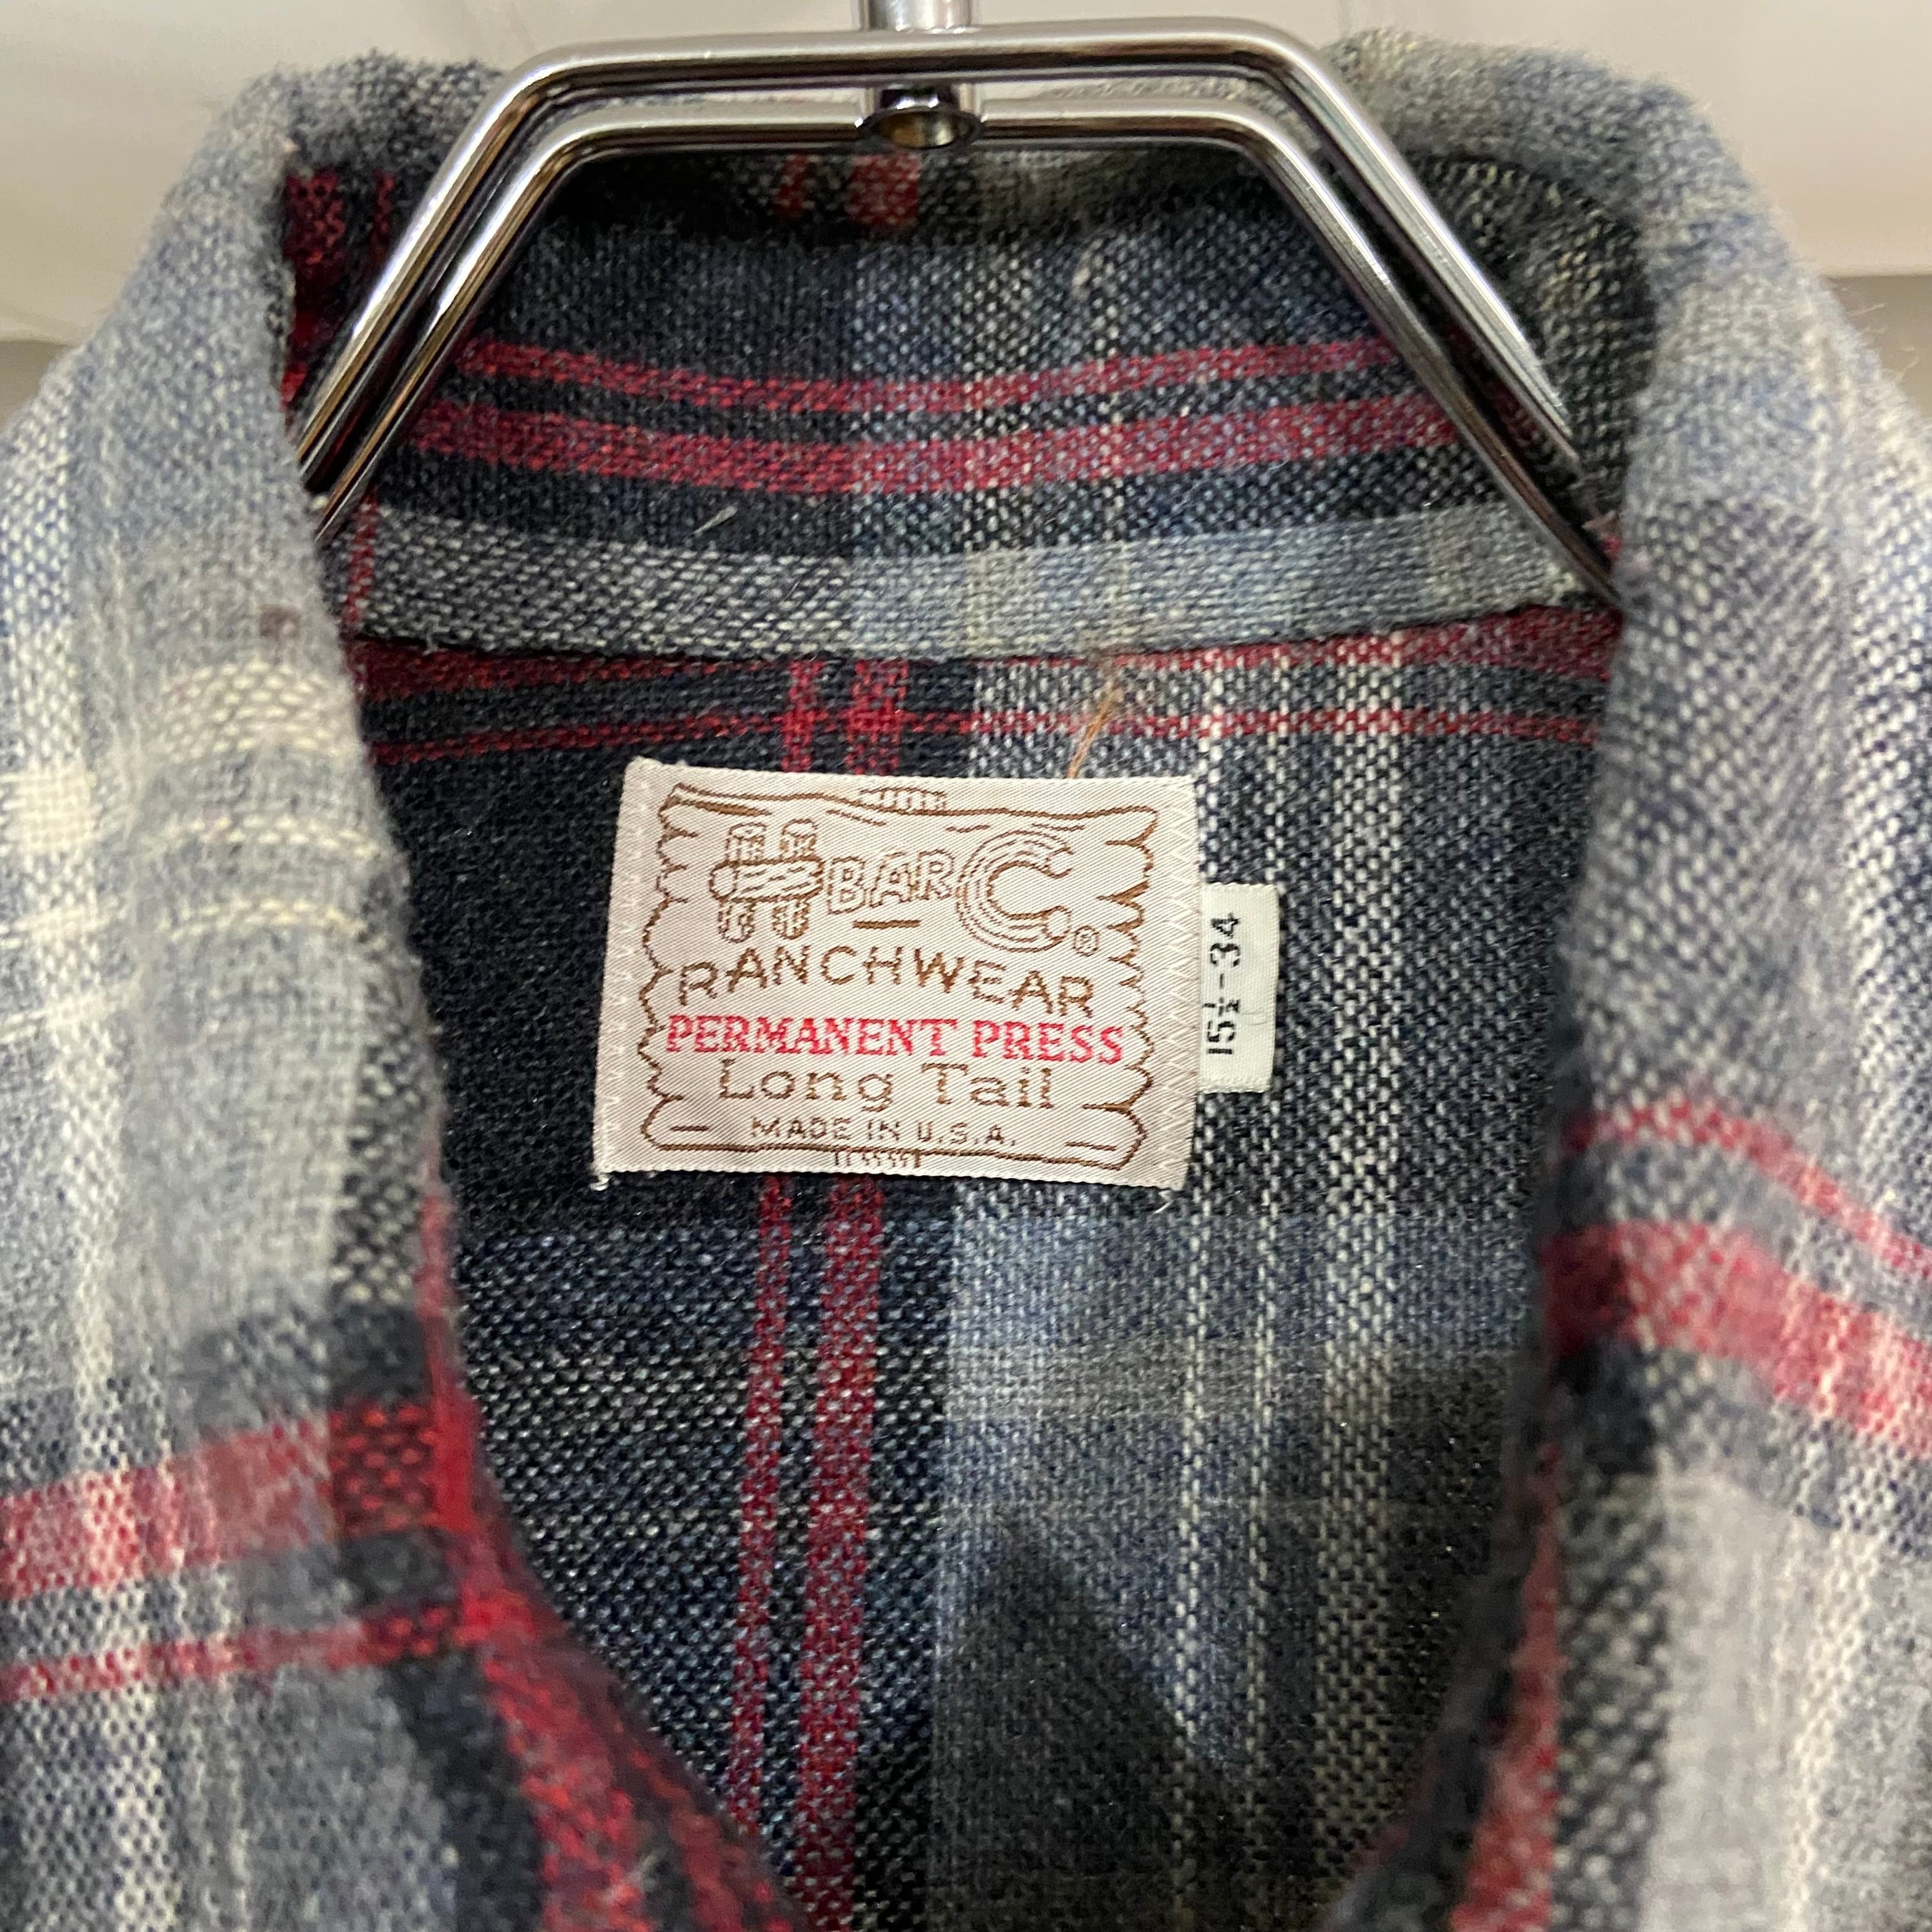 H BAR C ®
RANCHWEAR
PERMANENT PRESS
Long Tail
MADE IN U.S.A.
15½-34